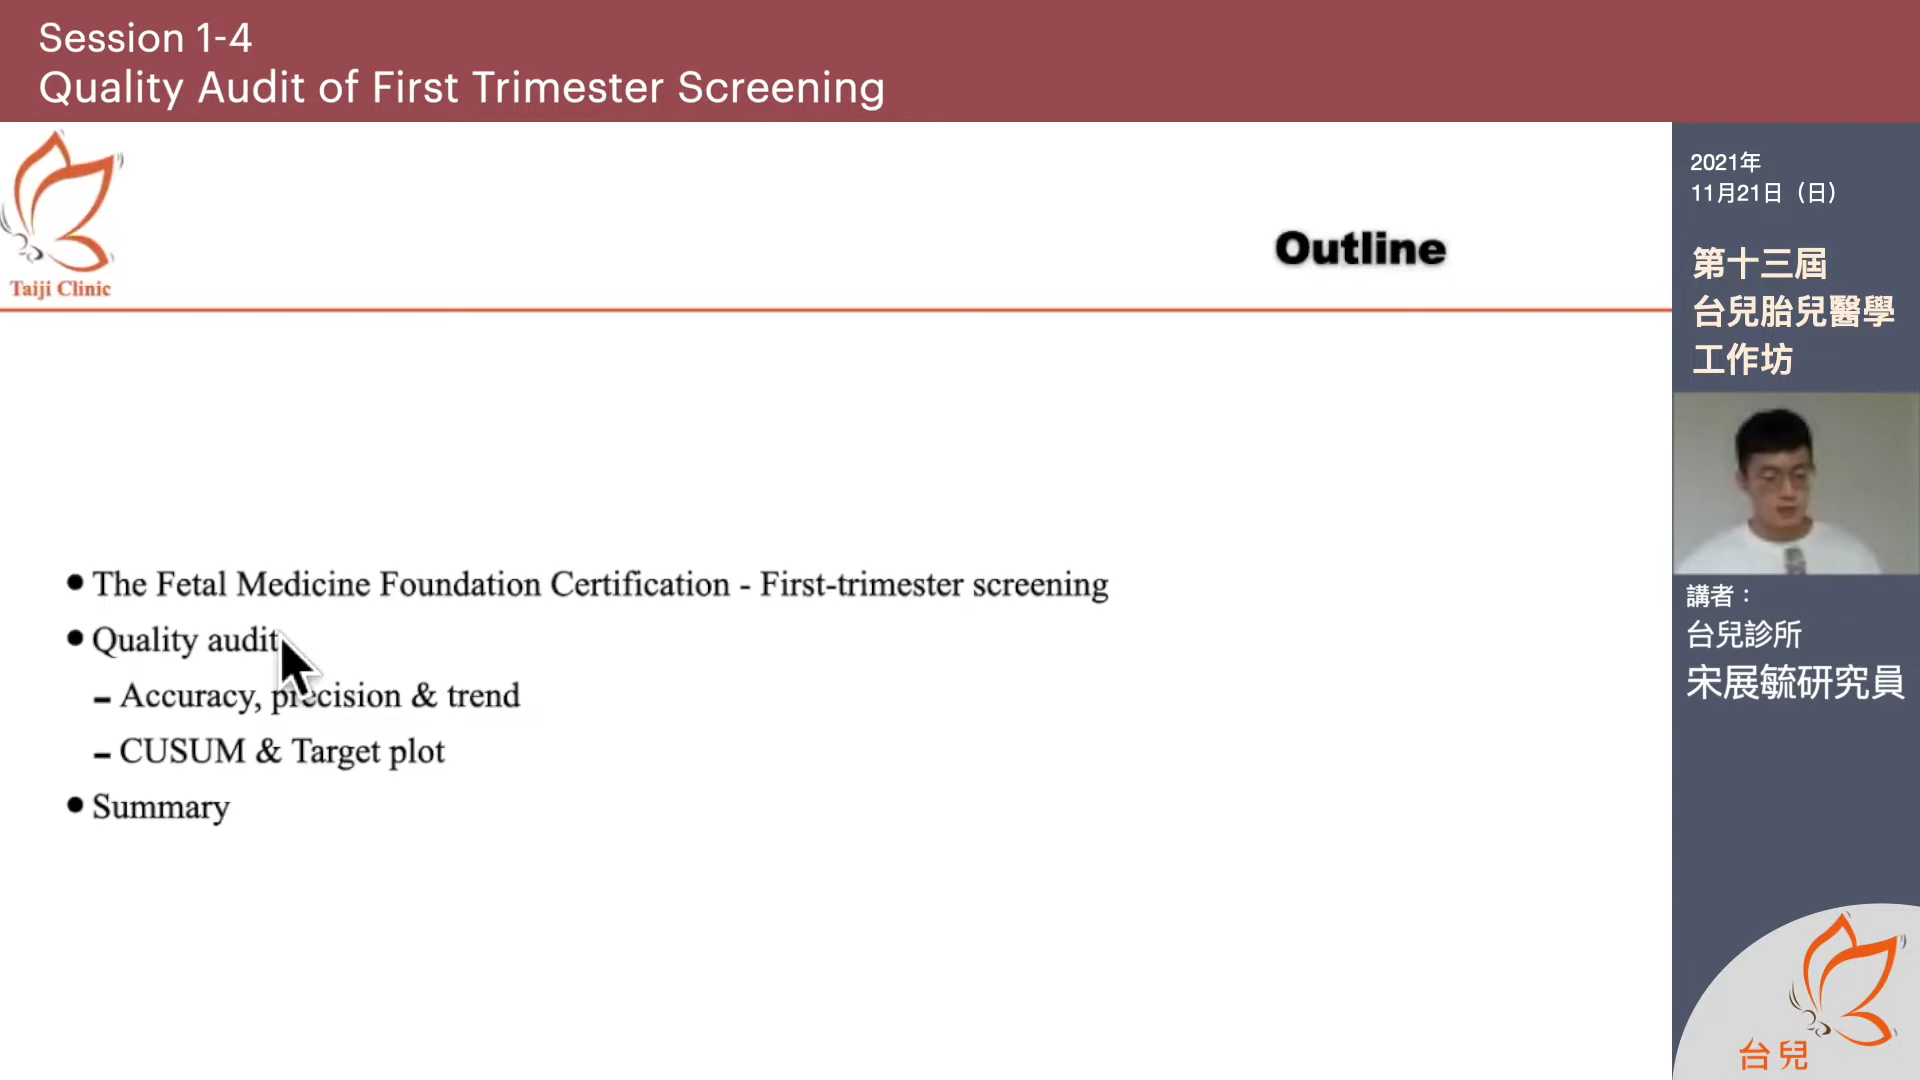 Session 1-4
Quality Audit of First Trimester Screening
Taiji Clinic
Outline
● The Fetal Medicine Foundation Certification - First-trimester screening
● Quality audit
– Accuracy, precision & trend
– CUSUM & Target plot
● Summary
2021年
11月21日（日）
第十三屆
台兒胎兒醫學
工作坊
講者：
台兒診所
宋展毓研究員
台兒